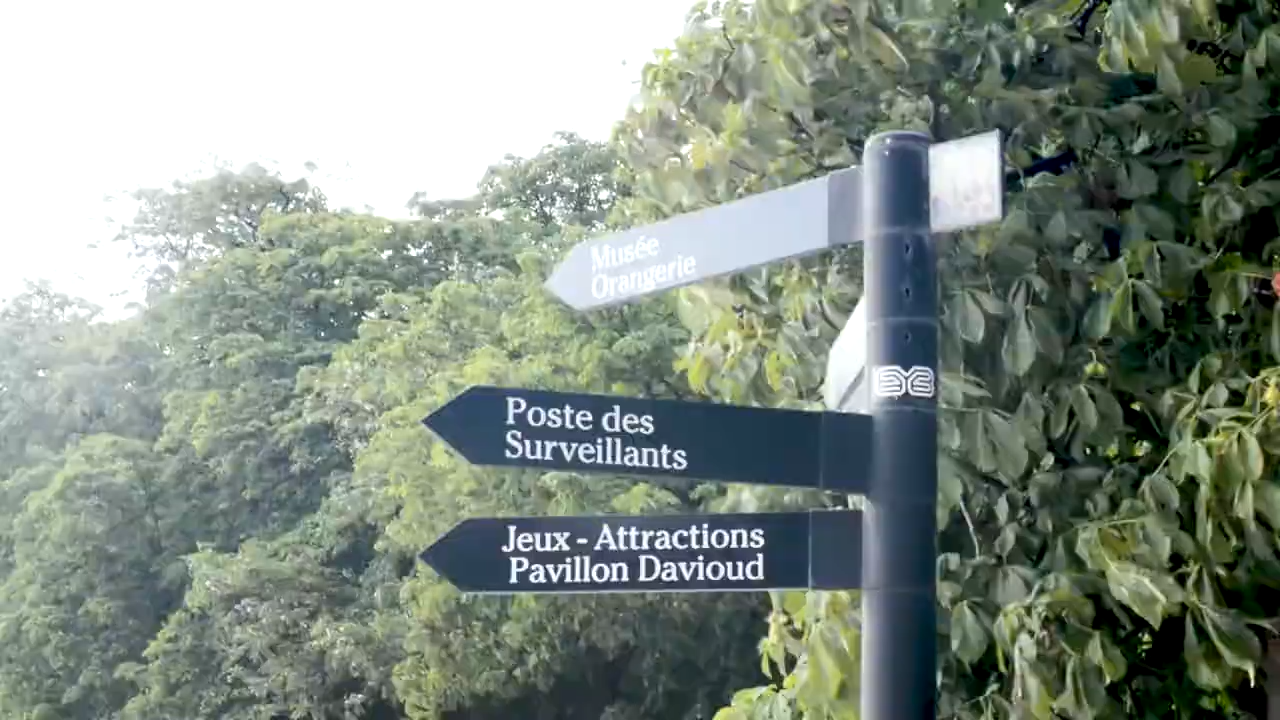 Musée
Orangerie
Poste des
Surveillants
Jeux - Attractions
Pavillon Davioud